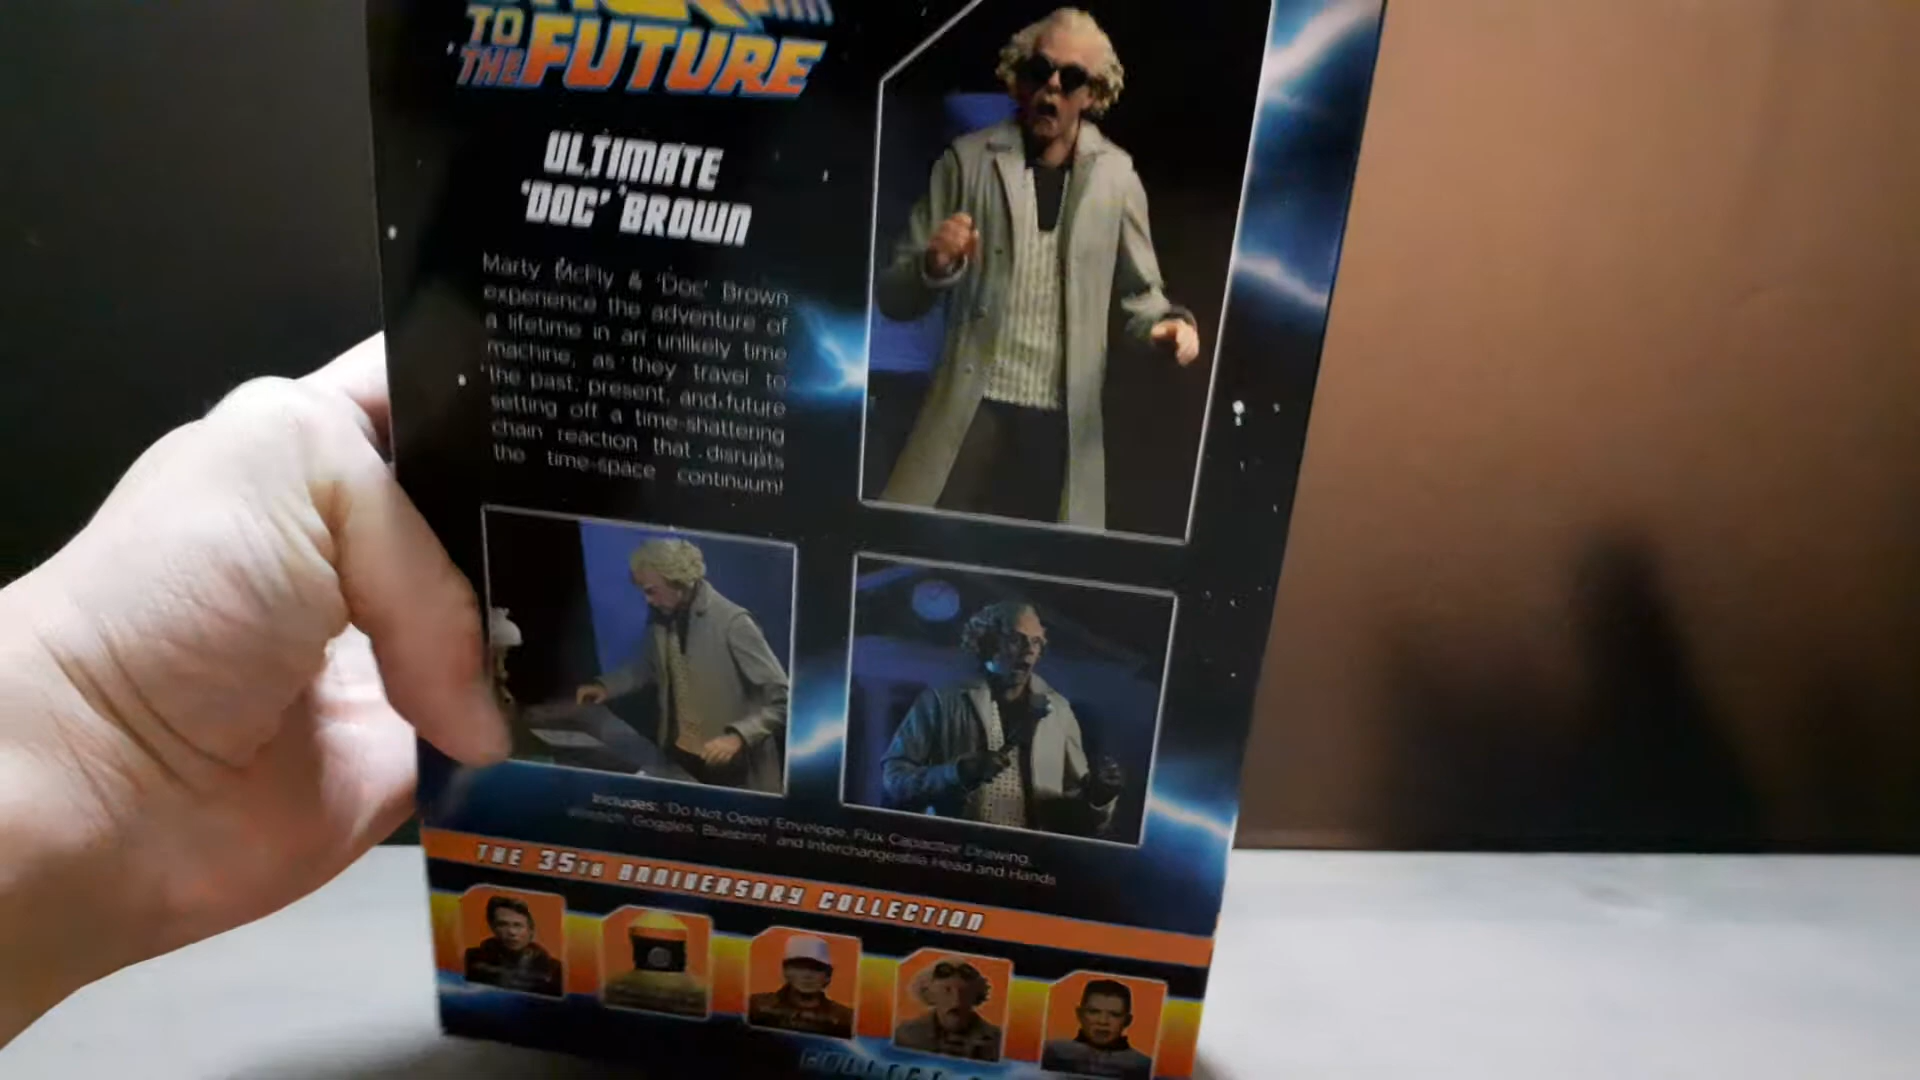 TO
THE FUTURE
ULTIMATE
'DOC' BROWN
Marty McFly & 'Doc' Brown
experience the adventure of
a lifetime in an unlikely time
machine, as they travel to
the past, present, and future
setting off a time-shattering
chain reaction that disrupts
the time-space continuum!
Includes: 'Do Not Open' Envelope, Flux Capacitor Drawing,
Wrench, Goggles, Blueprint, and Interchangeable Head and Hands
THE 35TH ANNIVERSARY COLLECTION
COLLECT